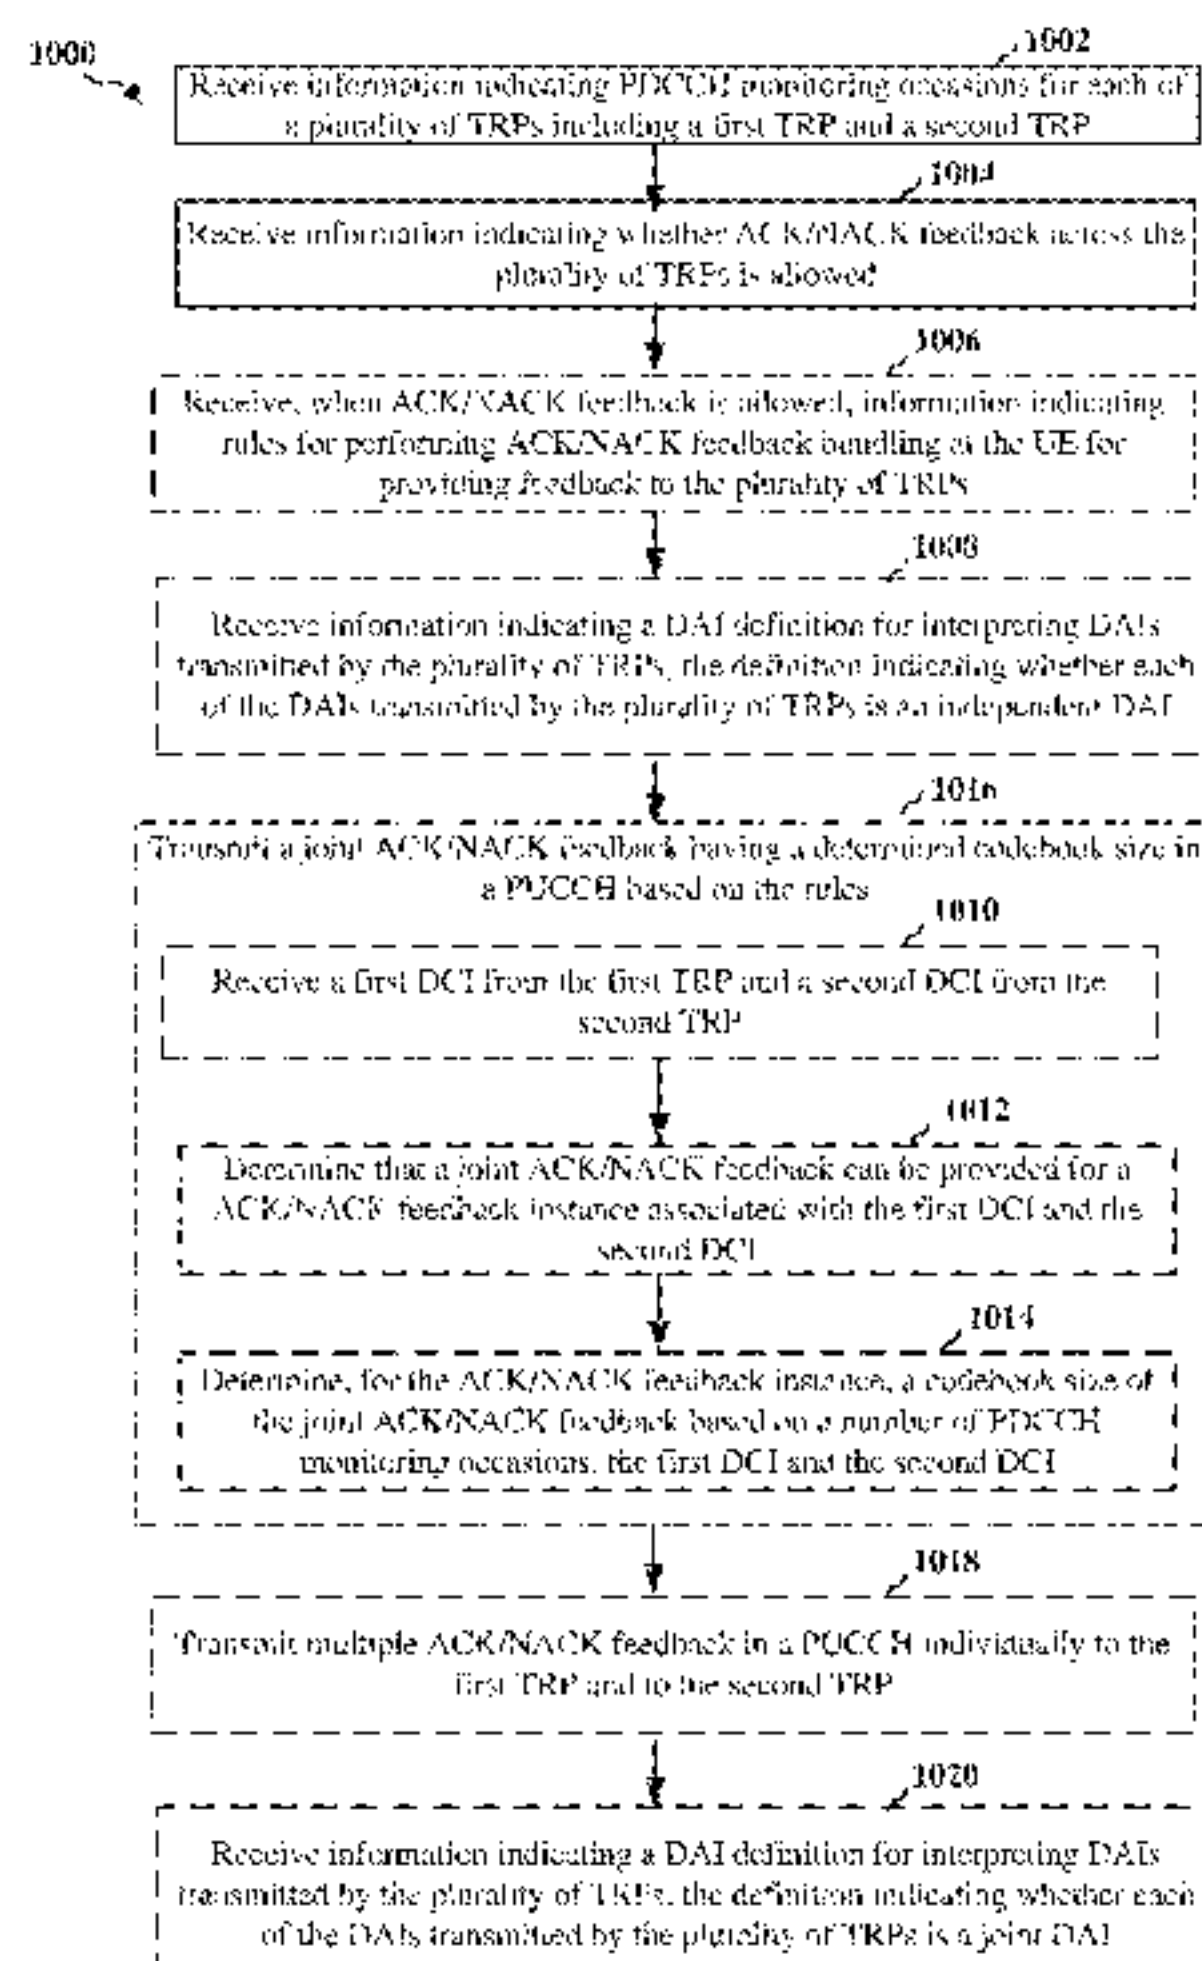 1000
1002
Receive information indicating PDCCH monitoring occasions for each of
a plurality of TRPs including a first TRP and a second TRP
1004
Receive information indicating whether ACK/NACK feedback across the
plurality of TRPs is allowed
1006
Receive, when ACK/NACK feedback is allowed, information indicating
rules for performing ACK/NACK feedback bundling at the UE for
providing feedback to the plurality of TRPs
1008
Receive information indicating a DAI definition for interpreting DAIs
transmitted by the plurality of TRPs, the definition indicating whether each
of the DAIs transmitted by the plurality of TRPs is an independent DAI
1016
Transmit a joint ACK/NACK feedback having a determined codebook size in
a PUCCH based on the rules
1010
Receive a first DCI from the first TRP and a second DCI from the
second TRP
1012
Determine that a joint ACK/NACK feedback can be provided for a
ACK/NACK feedback instance associated with the first DCI and the
second DCI
1014
Determine, for the ACK/NACK feedback instance, a codebook size of
the joint ACK/NACK feedback based on a number of PDCCH
monitoring occasions, the first DCI and the second DCI
1018
Transmit multiple ACK/NACK feedback in a PUCCH individually to the
first TRP and to the second TRP
1020
Receive information indicating a DAI definition for interpreting DAIs
transmitted by the plurality of TRPs, the definition indicating whether each
of the DAIs transmitted by the plurality of TRPs is a joint DAI